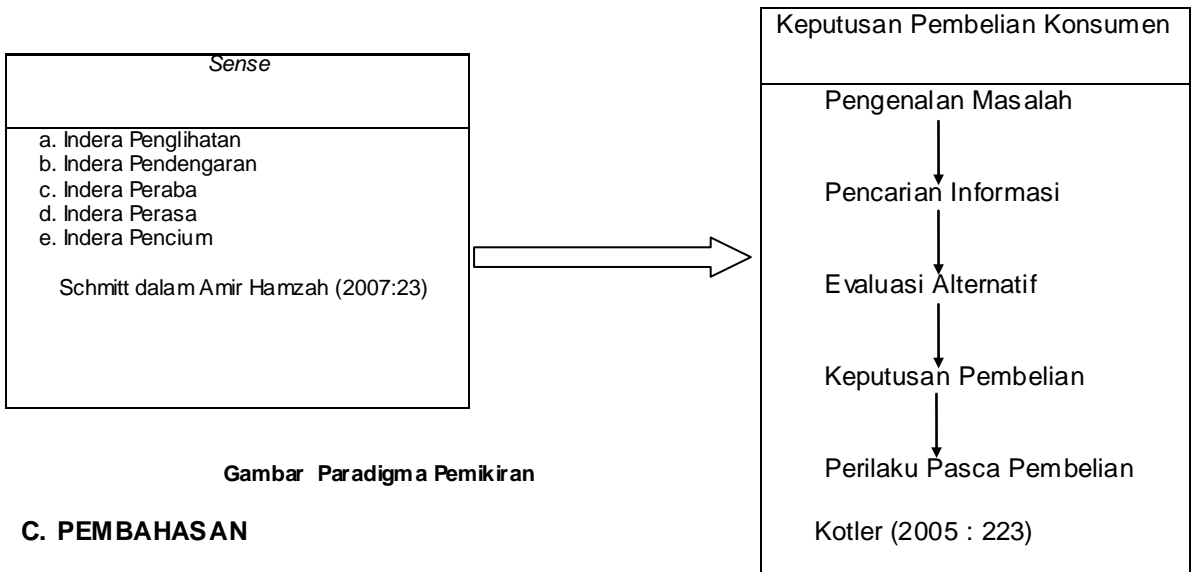 Sense
a. Indera Penglihatan
b. Indera Pendengaran
c. Indera Peraba
d. Indera Perasa
e. Indera Pencium
Schmitt dalam Amir Hamzah (2007:23)
Keputusan Pembelian Konsumen
Pengenalan Masalah
Pencarian Informasi
Evaluasi Alternatif
Keputusan Pembelian
Perilaku Pasca Pembelian
Kotler (2005 : 223)
Gambar Paradigma Pemikiran
C. PEMBAHASAN